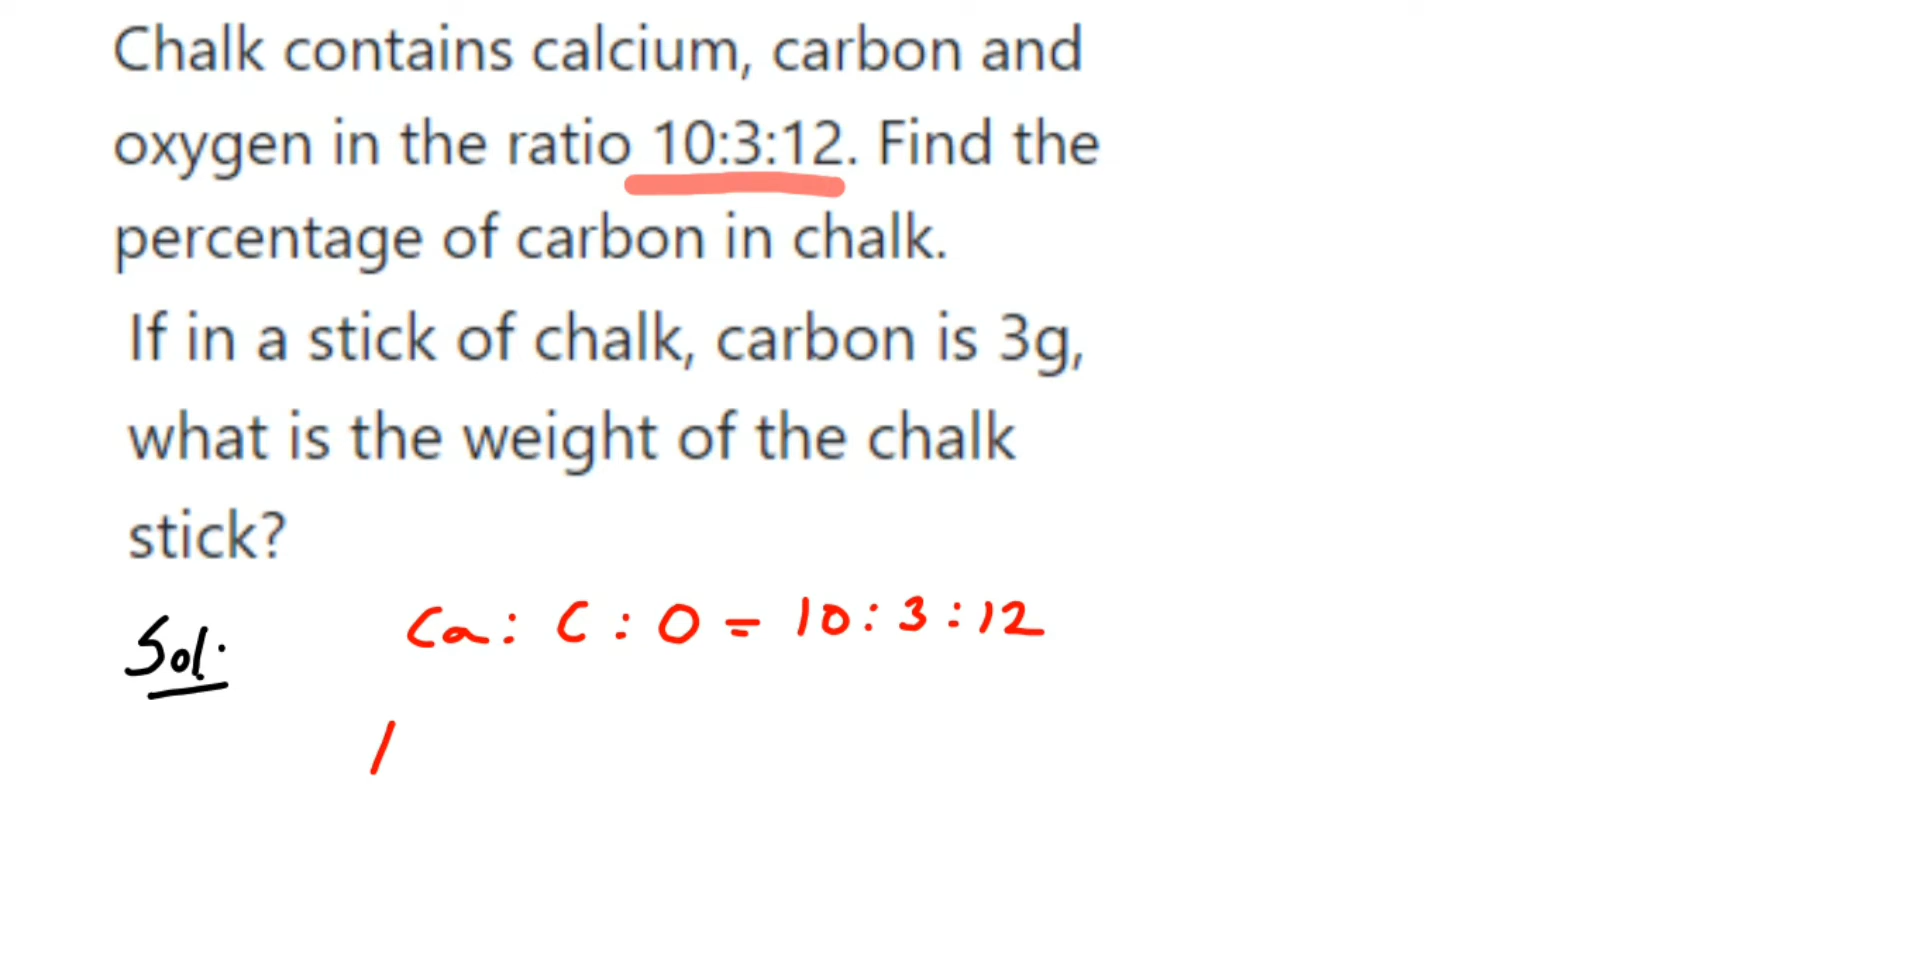 Chalk contains calcium, carbon and
oxygen in the ratio 10:3:12. Find the
percentage of carbon in chalk.
If in a stick of chalk, carbon is 3g,
what is the weight of the chalk
stick?
Sol. Ca : C : O = 10 : 3 : 12